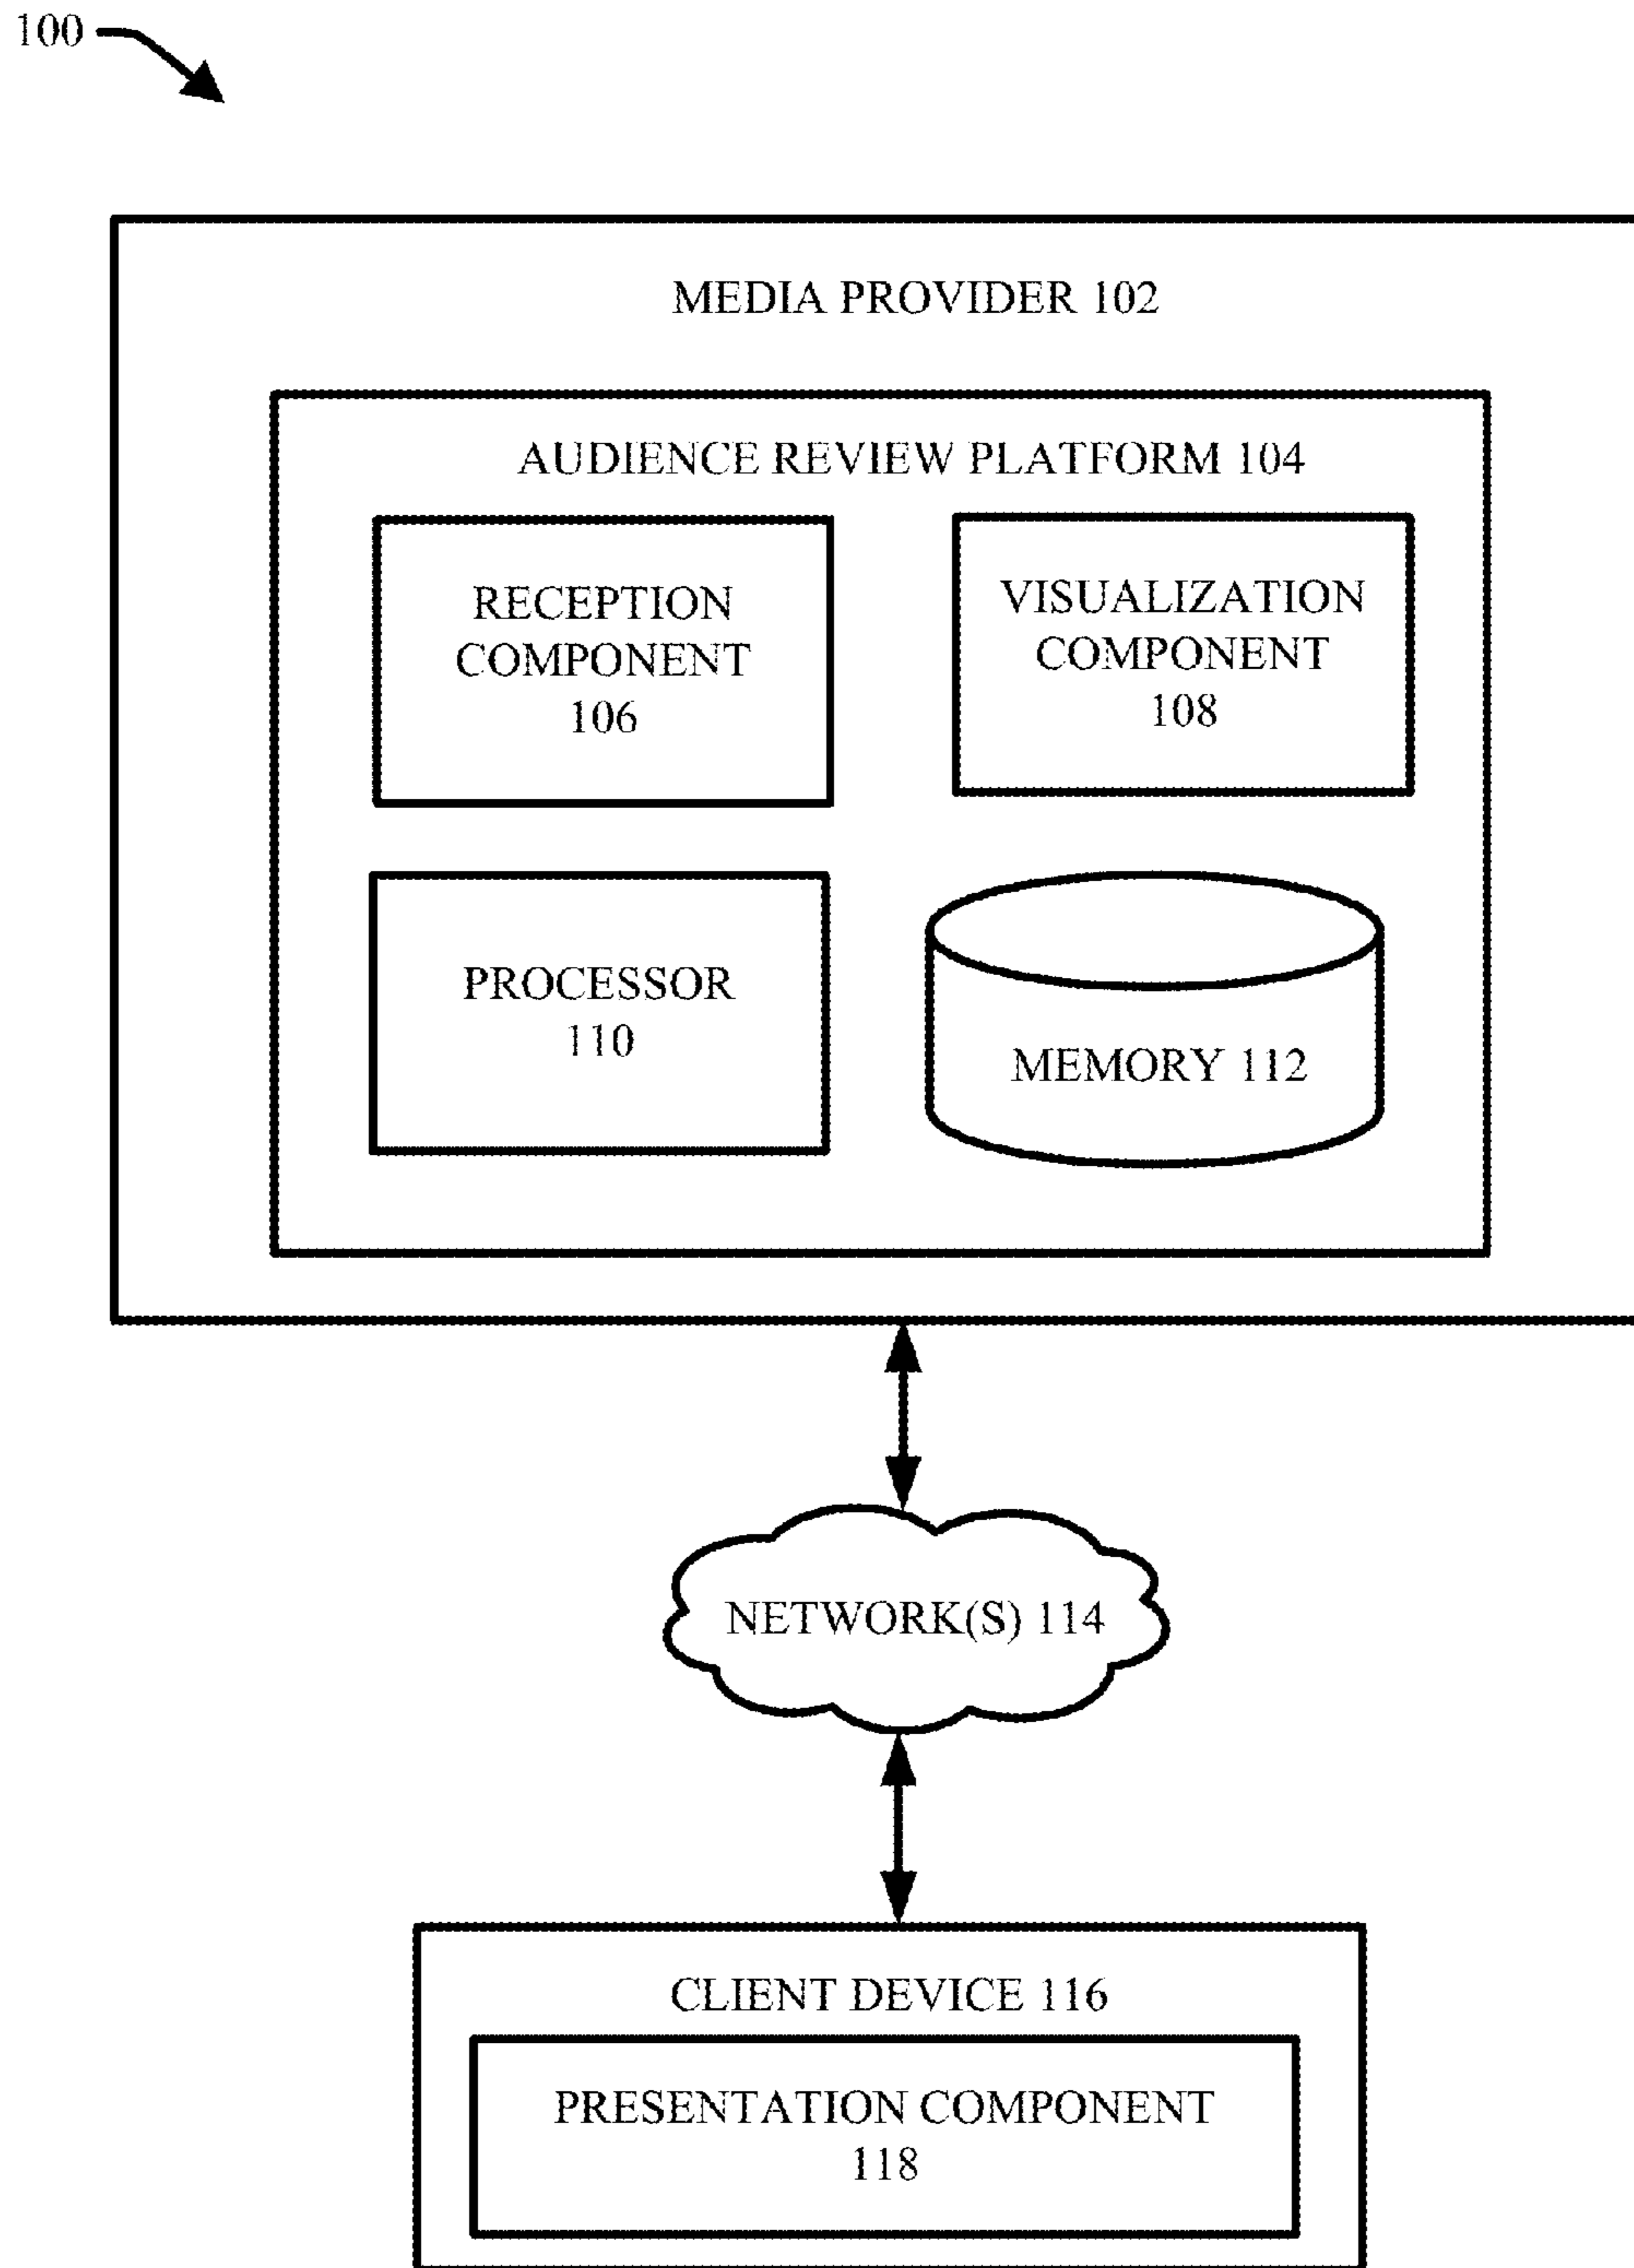 100
MEDIA PROVIDER 102
AUDIENCE REVIEW PLATFORM 104
RECEPTION
COMPONENT
106
VISUALIZATION
COMPONENT
108
PROCESSOR
110
MEMORY 112
NETWORK(S) 114
CLIENT DEVICE 116
PRESENTATION COMPONENT
118